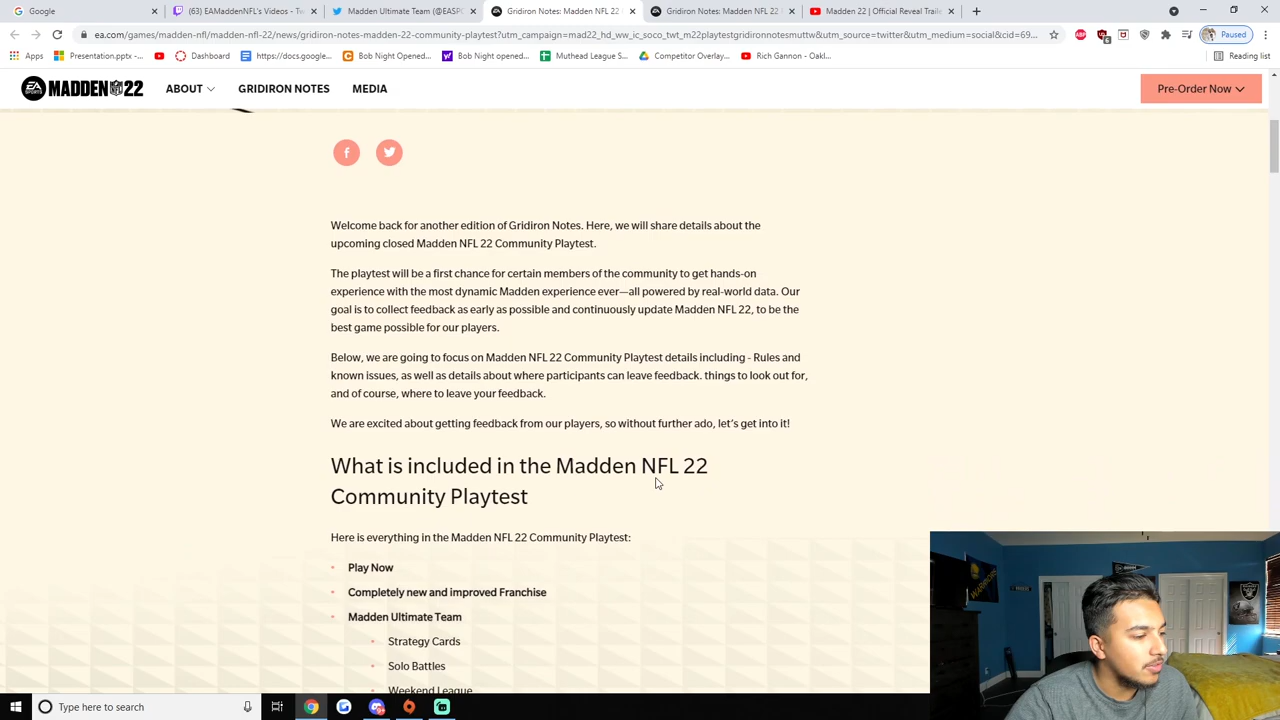 Google
(63) EAMaddenNFL's Videos - Tw
Madden Ultimate Team (@EASPO
Gridiron Notes: Madden NFL 22
Gridiron Notes: Madden NFL 22
Madden 21 | Official Reveal Traile
ea.com/games/madden-nfl/madden-nfl-22/news/gridiron-notes-madden-22-community-playtest?utm_campaign=mad22_hd_ww_ic_soco_twt_m22playtestgridironnotesmuttw&utm_source=twitter&utm_medium=social&cid=69...
Paused
Apps
Presentation.pptx -...
https://docs.google...
Bob Night opened...
Bob Night opened...
Muthead League S...
Competitor Overlay...
Rich Gannon - Oakl...
Reading list
EA SPORTS MADDEN NFL 22
ABOUT
GRIDIRON NOTES
MEDIA
Pre-Order Now
Welcome back for another edition of Gridiron Notes. Here, we will share details about the
upcoming closed Madden NFL 22 Community Playtest.
The playtest will be a first chance for certain members of the community to get hands-on
experience with the most dynamic Madden experience ever—all powered by real-world data. Our
goal is to collect feedback as early as possible and continuously update Madden NFL 22, to be the
best game possible for our players.
Below, we are going to focus on Madden NFL 22 Community Playtest details including - Rules and
known issues, as well as details about where participants can leave feedback. things to look out for,
and of course, where to leave your feedback.
We are excited about getting feedback from our players, so without further ado, let's get into it!
What is included in the Madden NFL 22
Community Playtest
Here is everything in the Madden NFL 22 Community Playtest:
Play Now
Completely new and improved Franchise
Madden Ultimate Team
Strategy Cards
Solo Battles
Weekend League
WARRIORS
Type here to search